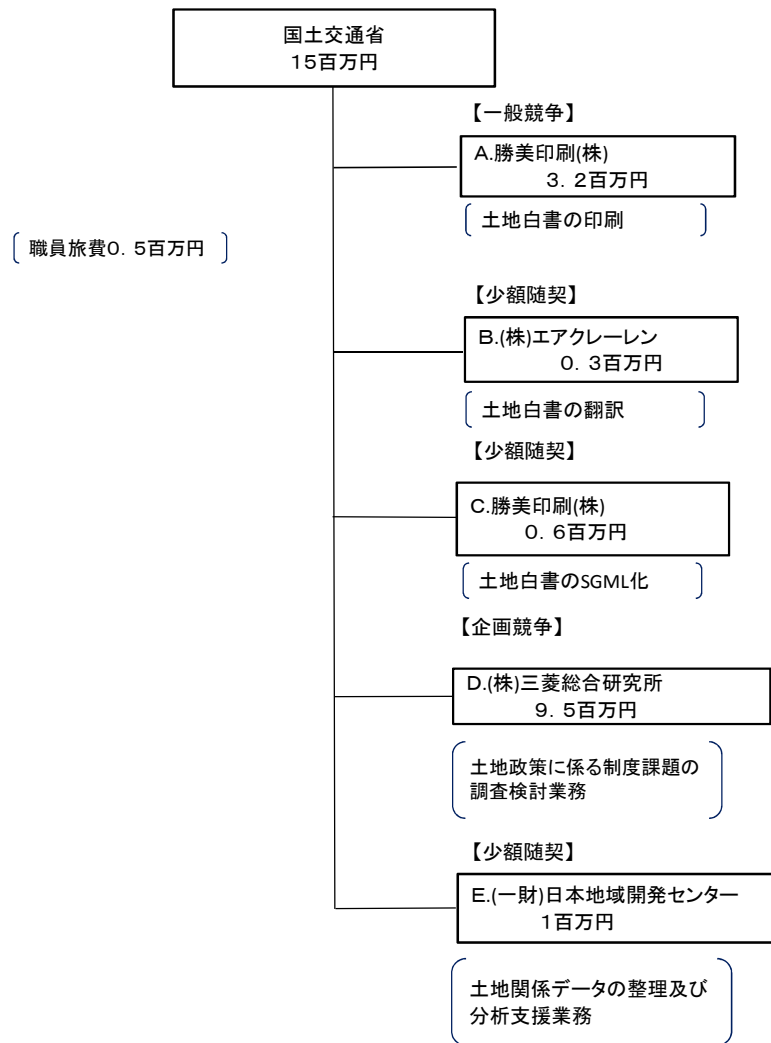 国土交通省
15百万円
【一般競争】
A.勝美印刷(株)
3.2百万円
土地白書の印刷
職員旅費0.5百万円
【少額随契】
B.(株)エアクレーレン
0.3百万円
土地白書の翻訳
【少額随契】
C.勝美印刷(株)
0.6百万円
土地白書のSGML化
【企画競争】
D.(株)三菱総合研究所
9.5百万円
土地政策に係る制度課題の
調査検討業務
【少額随契】
E.(一財)日本地域開発センター
1百万円
土地関係データの整理及び
分析支援業務